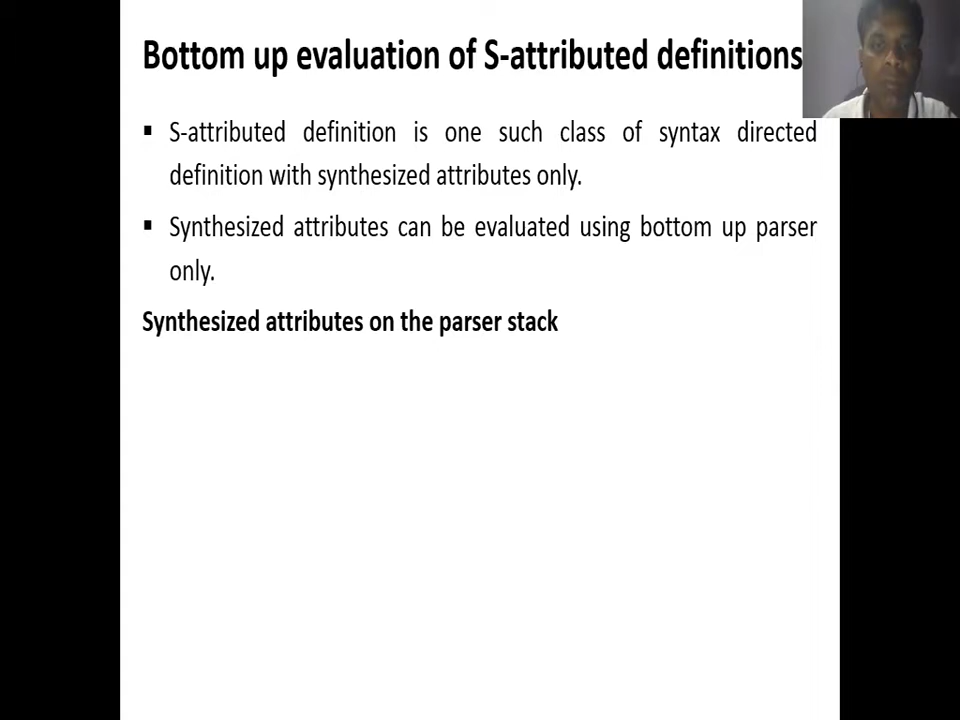 Bottom up evaluation of S-attributed definitions
▪ S-attributed definition is one such class of syntax directed
definition with synthesized attributes only.
▪ Synthesized attributes can be evaluated using bottom up parser
only.
Synthesized attributes on the parser stack